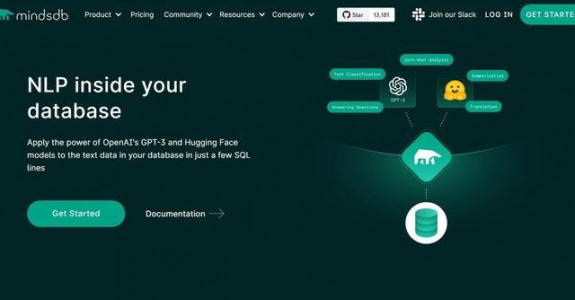 mindsdb
Product
Pricing
Community
Resources
Company
Star
13,181
Join our Slack
LOG IN
GET STARTE
NLP inside your
database
Apply the power of OpenAI's GPT-3 and Hugging Face
models to the text data in your database in just a few SQL
lines
Get Started
Documentation
Zero-shot analysis
Text Classification
Summarization
GPT-3
Answering Questions
Translation